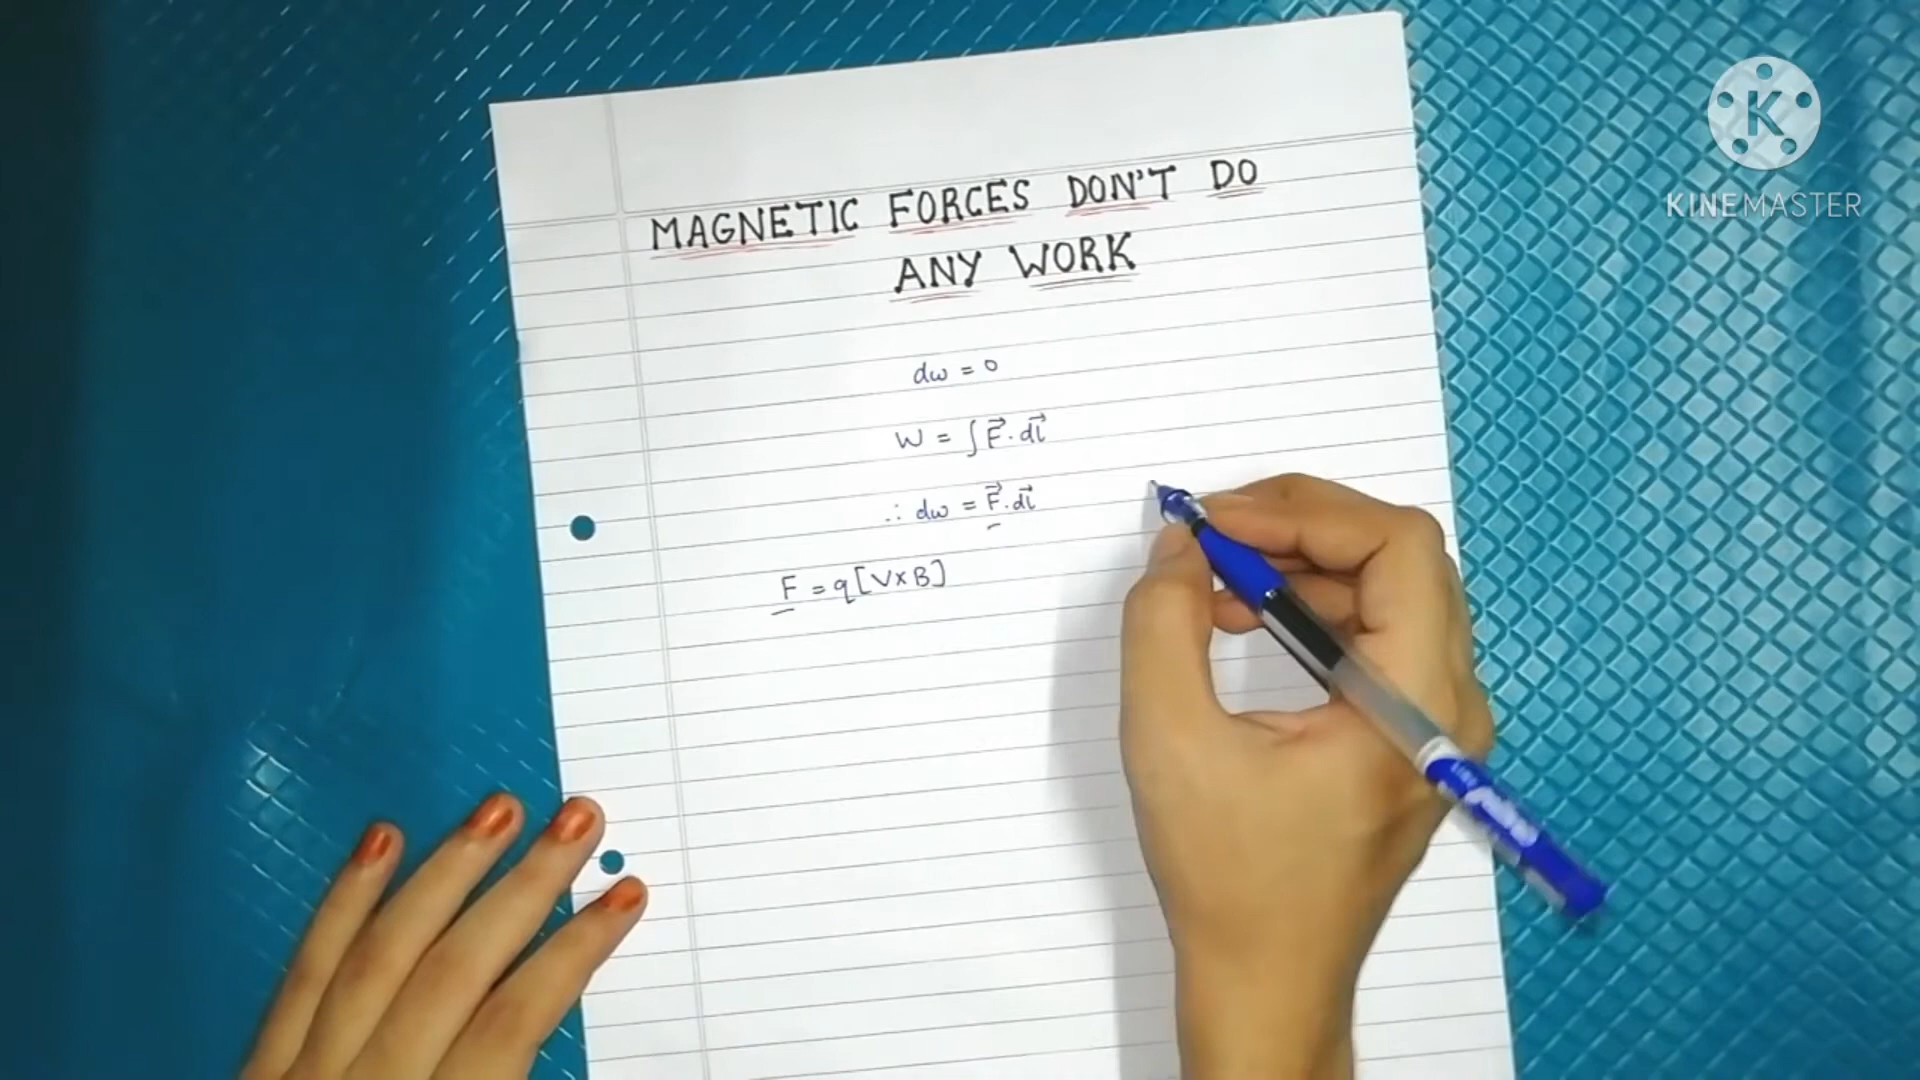 KINEMASTER
MAGNETIC FORCES DON'T DO
ANY WORK
dw = 0
W = ∫F⃗.dl⃗
∴ dw = F⃗.dl⃗
F = q[V×B]